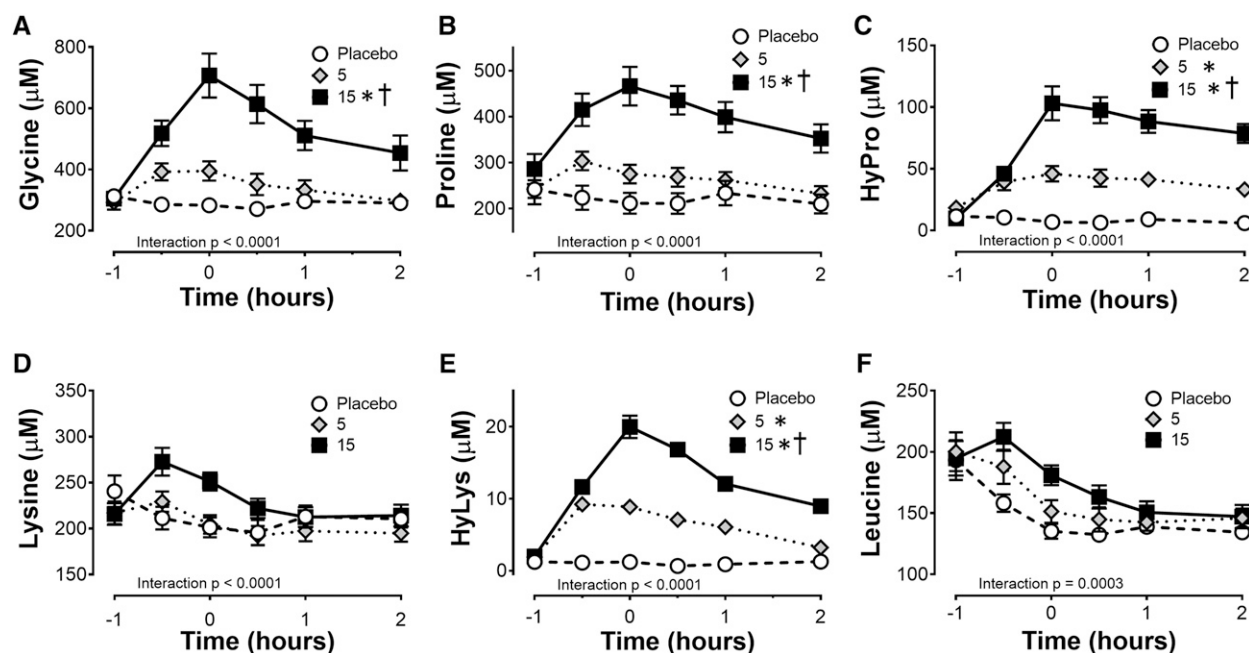 A
Glycine (μM)
800
600
400
200
Placebo
5
15 * †
Interaction p < 0.0001
-1 0 1 2
Time (hours)
B
Proline (μM)
500
400
300
200
Placebo
5
15 * †
Interaction p < 0.0001
-1 0 1 2
Time (hours)
C
HyPro (μM)
150
100
50
0
Placebo
5 *
15 * †
Interaction p < 0.0001
-1 0 1 2
Time (hours)
D
Lysine (μM)
350
300
250
200
150
Placebo
5
15
Interaction p < 0.0001
-1 0 1 2
Time (hours)
E
HyLys (μM)
20
10
0
Placebo
5 *
15 * †
Interaction p < 0.0001
-1 0 1 2
Time (hours)
F
Leucine (μM)
250
200
150
100
Placebo
5
15
Interaction p = 0.0003
-1 0 1 2
Time (hours)